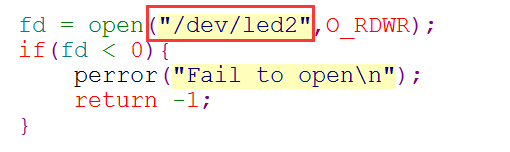 fd = open("/dev/led2",O_RDWR);
if(fd < 0){
    perror("Fail to open\n");
    return -1;
}